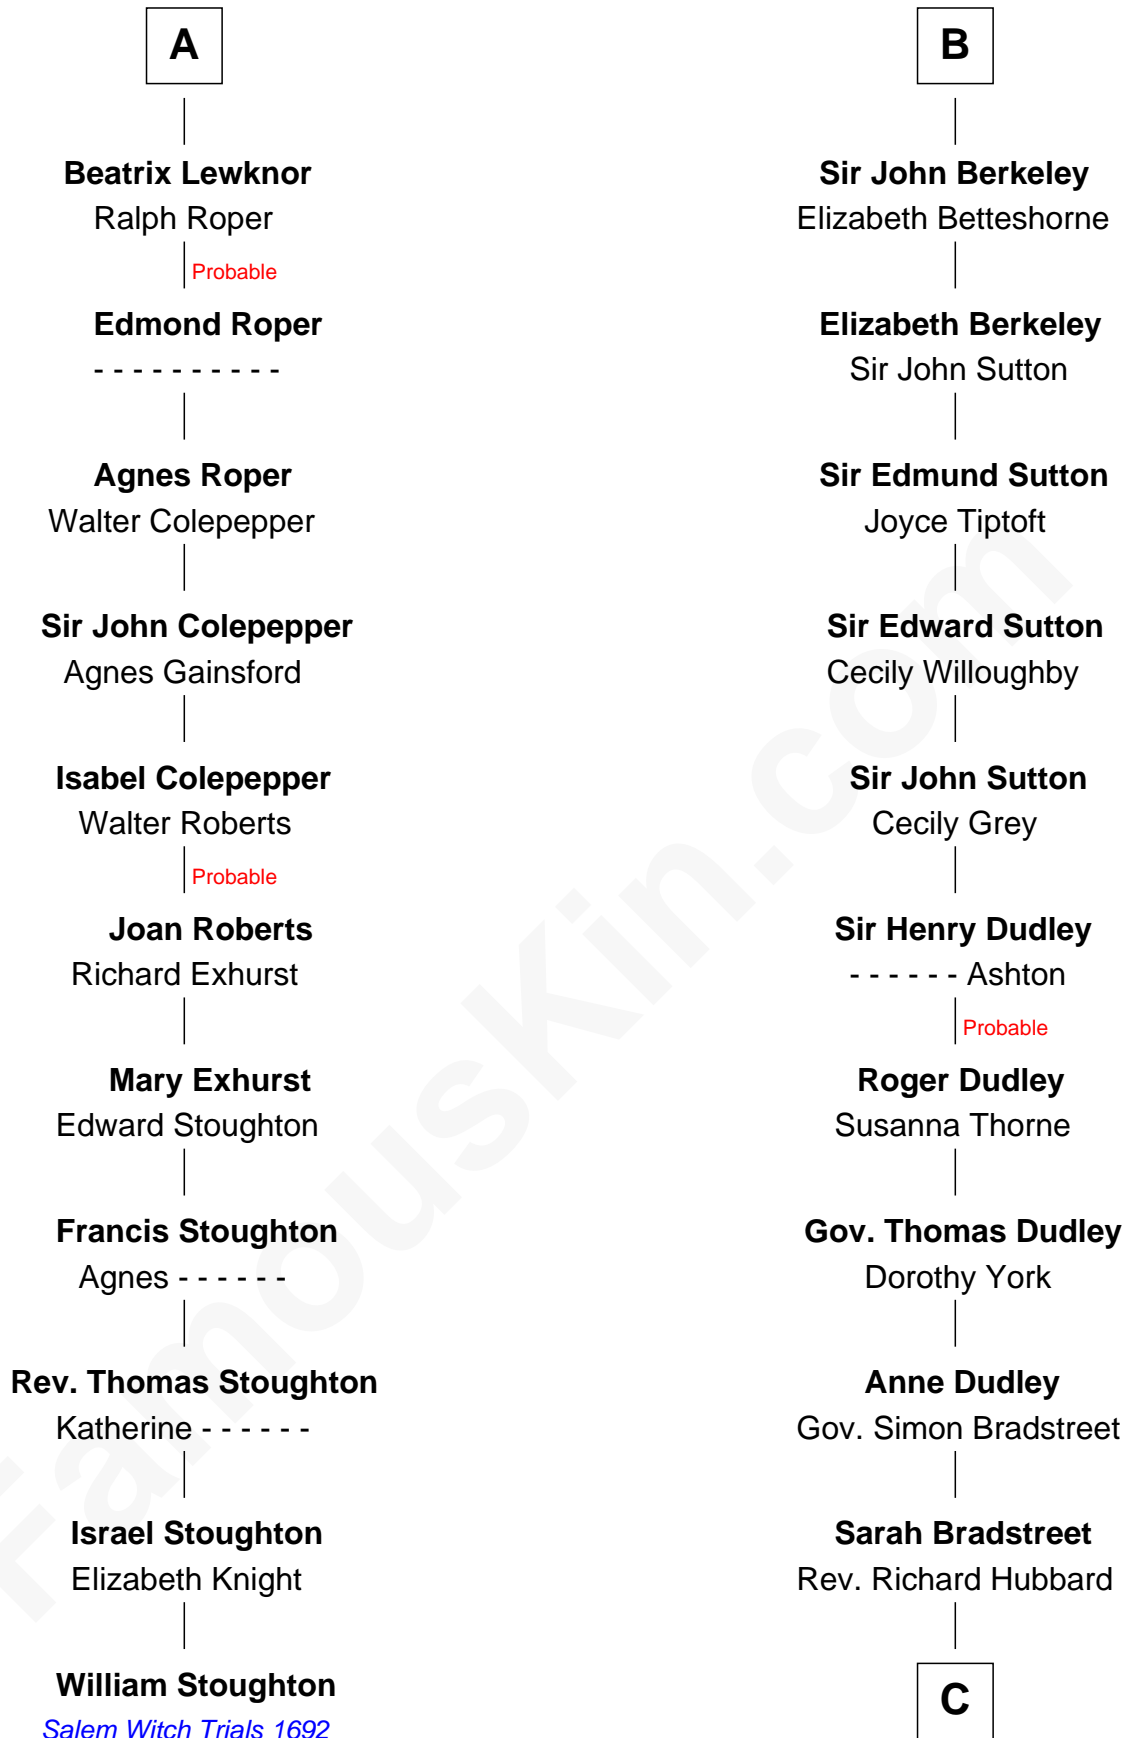 A
Beatrix Lewknor
Ralph Roper
Probable
Edmond Roper
- - - - - - - - - -
Agnes Roper
Walter Colepepper
Sir John Colepepper
Agnes Gainsford
Isabel Colepepper
Walter Roberts
Probable
Joan Roberts
Richard Exhurst
Mary Exhurst
Edward Stoughton
Francis Stoughton
Agnes - - - - - -
Rev. Thomas Stoughton
Katherine - - - - - -
Israel Stoughton
Elizabeth Knight
William Stoughton
Salem Witch Trials 1692
B
Sir John Berkeley
Elizabeth Betteshorne
Elizabeth Berkeley
Sir John Sutton
Sir Edmund Sutton
Joyce Tiptoft
Sir Edward Sutton
Cecily Willoughby
Sir John Sutton
Cecily Grey
Sir Henry Dudley
- - - - - - Ashton
Probable
Roger Dudley
Susanna Thorne
Gov. Thomas Dudley
Dorothy York
Anne Dudley
Gov. Simon Bradstreet
Sarah Bradstreet
Rev. Richard Hubbard
C
FamousKin.com